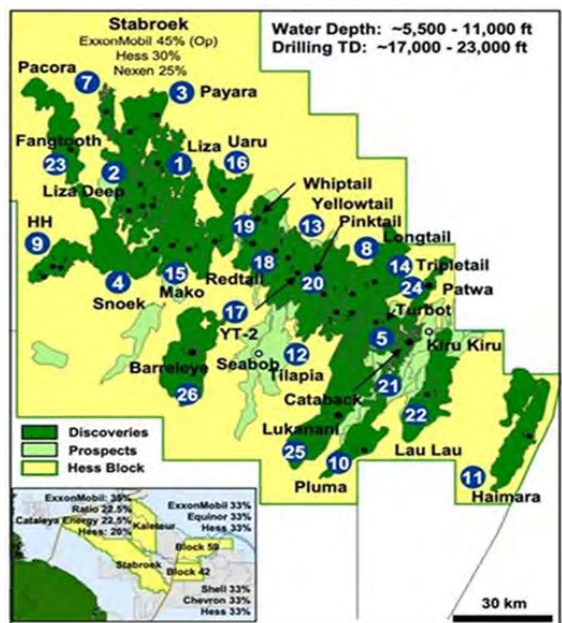 Stabroek
ExxonMobil 45% (Op)
Hess 30%
Nexen 25%
Water Depth: ~5,500 - 11,000 ft
Drilling TD: ~17,000 - 23,000 ft
Pacora
7
3
Payara
Fangtooth
23
2
1
Liza
Uaru
16
Liza Deep
Whiptail
Yellowtail
19
13
Pinktail
HH
9
8
Longtail
4
Snoek
15
Mako
18
Redtail
20
14
Tripletail
24
Patwa
17
YT-2
Turbot
5
Kiru Kiru
Barreleye
Seabob
12
Tilapia
26
Cataback
21
22
Lukanani
25
Lau Lau
10
Pluma
11
Haimara
Discoveries
Prospects
Hess Block
ExxonMobil: 35%
Ratio 22.5%
Cataleya Energy 22.5%
Hess: 20%
Kaieteur
ExxonMobil 33%
Equinor 33%
Hess 33%
Block 59
Stabroek
Block 42
Shell 33%
Chevron 33%
Hess 33%
30 km